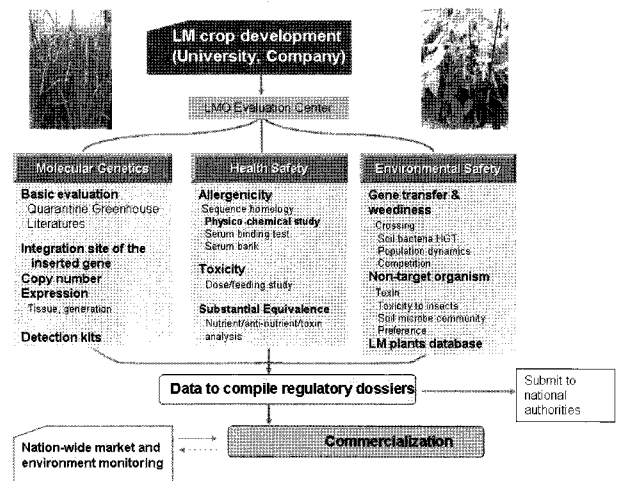 LM crop development
(University, Company)
LMO Evaluation Center
Molecular Genetics
Basic evaluation
Quarantine Greenhouse
Literatures
Integration site of the
inserted gene
Copy number
Expression
Tissue, generation
Detection kits
Health Safety
Allergenicity
Sequence homology
Physico-chemical study
Serum binding test
Serum bank
Toxicity
Dose/feeding study
Substantial Equivalence
Nutrient/anti-nutrient/toxin
analysis
Environmental Safety
Gene transfer &
weediness
Crossing
Soil bacteria HGT
Population dynamics
Competition
Non-target organism
Toxin
Toxicity to insects
Soil microbe community
Preference
LM plants database
Data to compile regulatory dossiers
Submit to
national
authorities
Nation-wide market and
environment monitoring
Commercialization